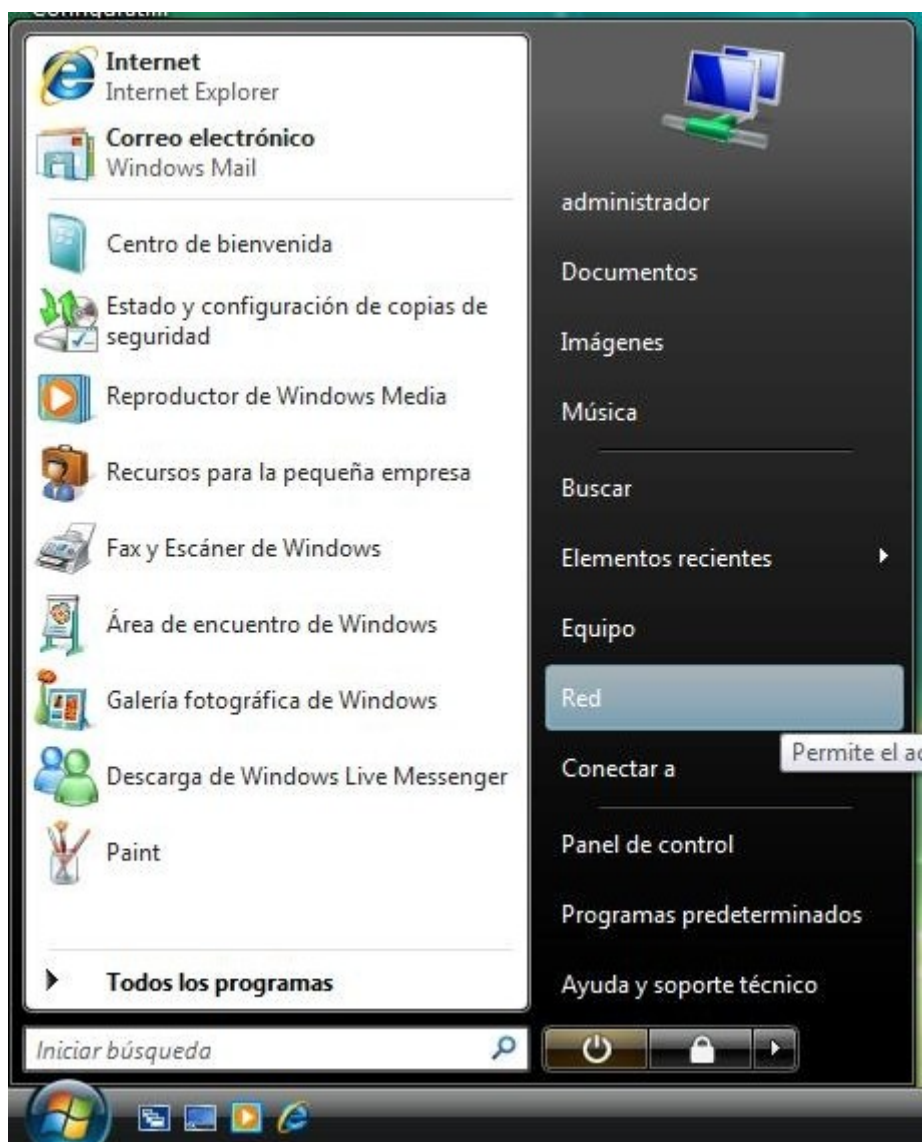 Internet
Internet Explorer
Correo electrónico
Windows Mail
Centro de bienvenida
Estado y configuración de copias de
seguridad
Reproductor de Windows Media
Recursos para la pequeña empresa
Fax y Escáner de Windows
Área de encuentro de Windows
Galería fotográfica de Windows
Descarga de Windows Live Messenger
Paint
Todos los programas
Iniciar búsqueda
administrador
Documentos
Imágenes
Música
Buscar
Elementos recientes
Equipo
Red
Permite el
Conectar a
Panel de control
Programas predeterminados
Ayuda y soporte técnico